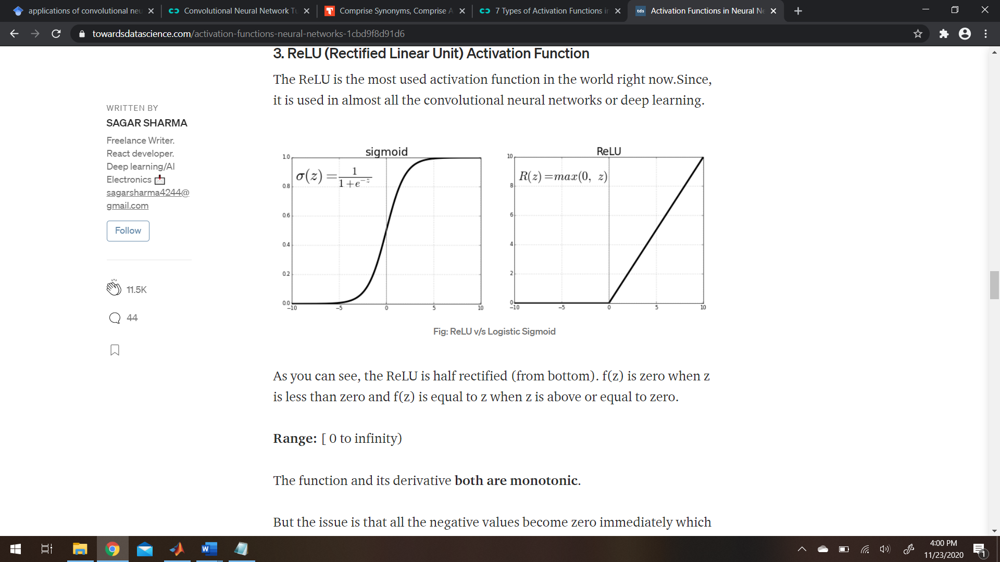 applications of convolutional neu
Convolutional Neural Network Tu
Comprise Synonyms, Comprise A
7 Types of Activation Functions in
Activation Functions in Neural Ne
towardsdatascience.com/activation-functions-neural-networks-1cbd9f8d91d6
3. ReLU (Rectified Linear Unit) Activation Function
The ReLU is the most used activation function in the world right now.Since,
it is used in almost all the convolutional neural networks or deep learning.
WRITTEN BY
SAGAR SHARMA
Freelance Writer.
React developer.
Deep learning/AI
Electronics 📩
sagarsharma4244@
gmail.com
Follow
11.5K
44
sigmoid
σ(z) = 1/(1+e^−z)
1.0
0.8
0.6
0.4
0.2
0.0
−10 −5 0 5 10
ReLU
R(z)=max(0, z)
10
8
6
4
2
0
−10 −5 0 5 10
Fig: ReLU v/s Logistic Sigmoid
As you can see, the ReLU is half rectified (from bottom). f(z) is zero when z
is less than zero and f(z) is equal to z when z is above or equal to zero.
Range: [ 0 to infinity)
The function and its derivative both are monotonic.
But the issue is that all the negative values become zero immediately which
4:00 PM
11/23/2020
1